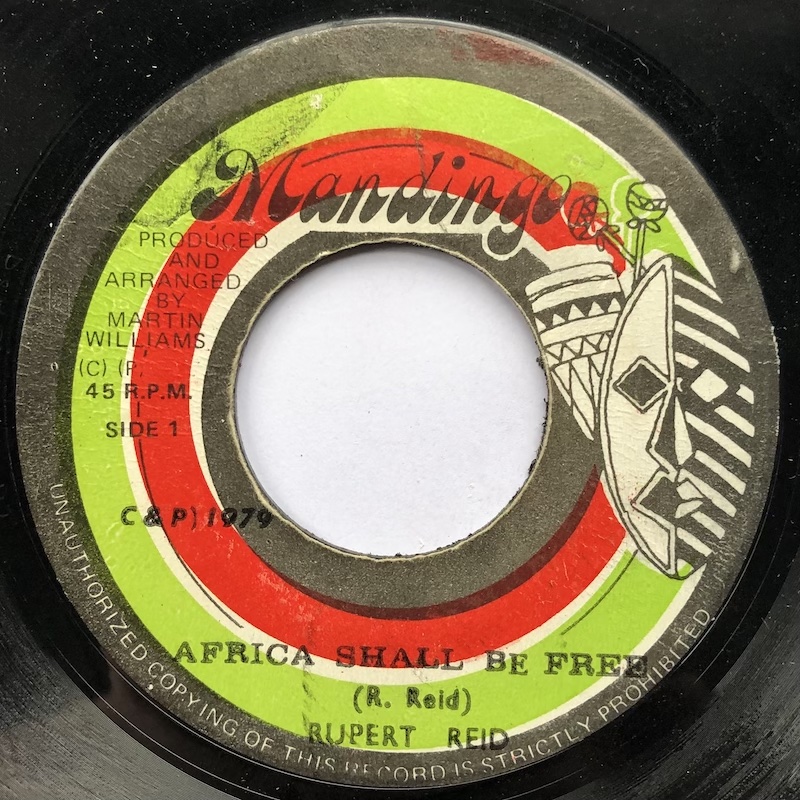 Mandingo
PRODUCED
AND
ARRANGED
BY
MARTIN
WILLIAMS
(C) (P)
45 R.P.M.
SIDE 1
C & P) 1979
AFRICA SHALL BE FREE
(R. Reid)
RUPERT REID
UNAUTHORIZED COPYING OF THIS RECORD IS STRICTLY PROHIBITED